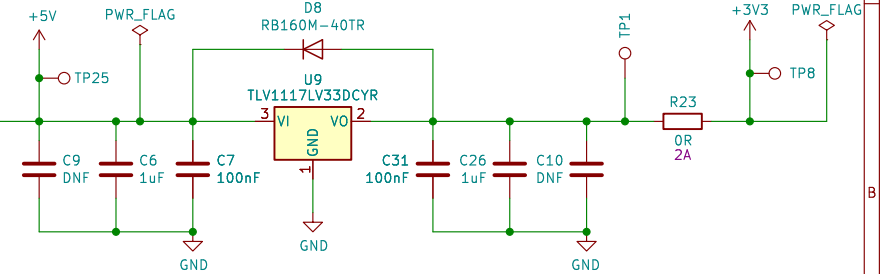 +5V
PWR_FLAG
D8
RB160M-40TR
TP1
+3V3
PWR_FLAG
TP25
TP8
U9
TLV1117LV33DCYR
R23
3
VI
GND
VO
2
0R
2A
C9
DNF
C6
1uF
C7
100nF
1
C31
100nF
C26
1uF
C10
DNF
B
GND
GND
GND